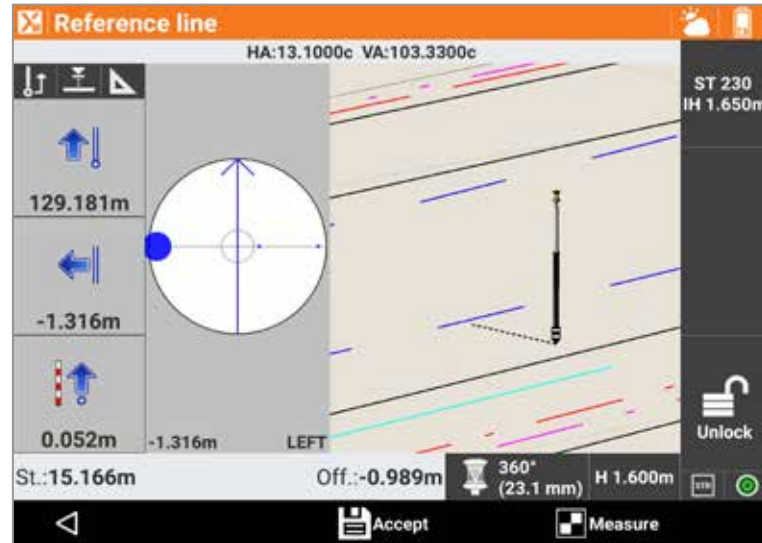 Reference line
HA:13.1000c VA:103.3300c
ST 230
IH 1.650m
129.181m
-1.316m
0.052m
-1.316m
LEFT
Unlock
St.:15.166m
Off.:-0.989m
360°
(23.1 mm)
H 1.600m
STR
Accept
Measure